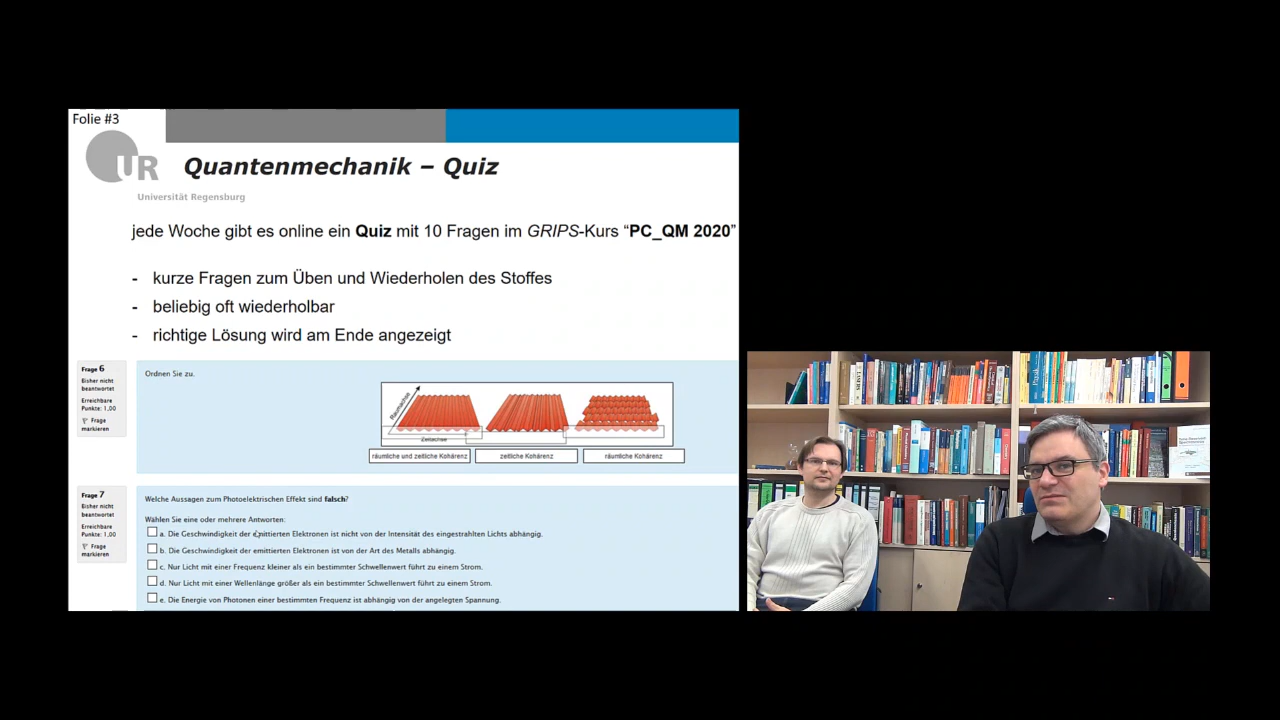 Folie #3
UR
Quantenmechanik – Quiz
Universität Regensburg
jede Woche gibt es online ein Quiz mit 10 Fragen im GRIPS-Kurs “PC_QM 2020”
- kurze Fragen zum Üben und Wiederholen des Stoffes
- beliebig oft wiederholbar
- richtige Lösung wird am Ende angezeigt
Frage 6
Bisher nicht
beantwortet
Erreichbare
Punkte: 1,00
Frage
markieren
Ordnen Sie zu.
Raumachse
Zeitachse
räumliche und zeitliche Kohärenz
zeitliche Kohärenz
räumliche Kohärenz
Frage 7
Bisher nicht
beantwortet
Erreichbare
Punkte: 1,00
Frage
markieren
Welche Aussagen zum Photoelektrischen Effekt sind falsch?
Wählen Sie eine oder mehrere Antworten:
a. Die Geschwindigkeit der emittierten Elektronen ist nicht von der Intensität des eingestrahlten Lichts abhängig.
b. Die Geschwindigkeit der emittierten Elektronen ist von der Art des Metalls abhängig.
c. Nur Licht mit einer Frequenz kleiner als ein bestimmter Schwellenwert führt zu einem Strom.
d. Nur Licht mit einer Wellenlänge größer als ein bestimmter Schwellenwert führt zu einem Strom.
e. Die Energie von Photonen einer bestimmten Frequenz ist abhängig von der angelegten Spannung.